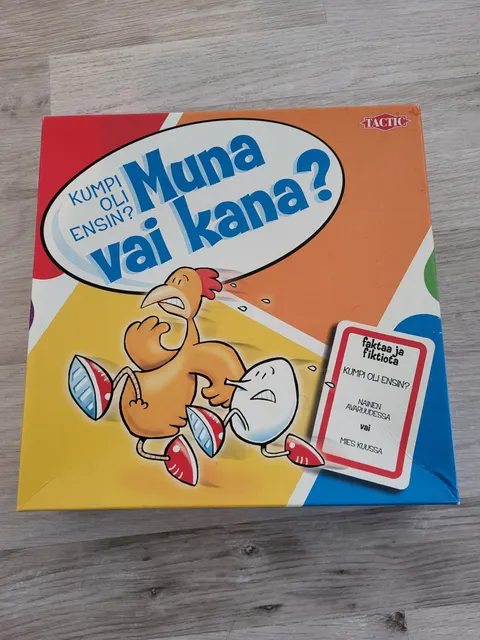 TACTIC
KUMPI
OLI
ENSIN?
Muna
vai kana?
faktaa ja
fiktiota
KUMPI OLI ENSIN?
NAINEN
AVARUUDESSA
vai
MIES KUUSSA